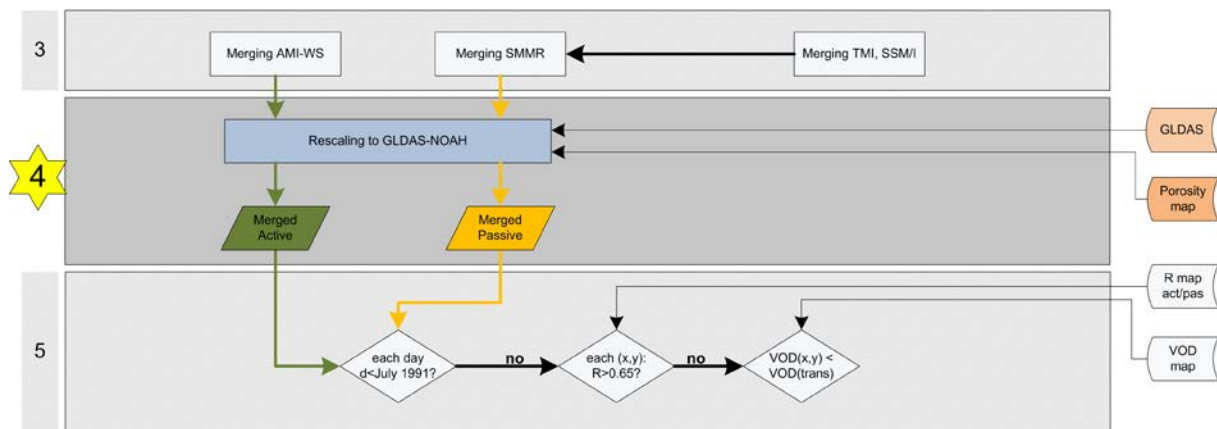 3
Merging AMI-WS
Merging SMMR
Merging TMI, SSM/I
4
Rescaling to GLDAS-NOAH
GLDAS
Porosity
map
Merged
Active
Merged
Passive
5
R map
act/pas
each day
d<July 1991?
no
each (x,y):
R>0.65?
no
VOD(x,y) <
VOD(trans)
VOD
map